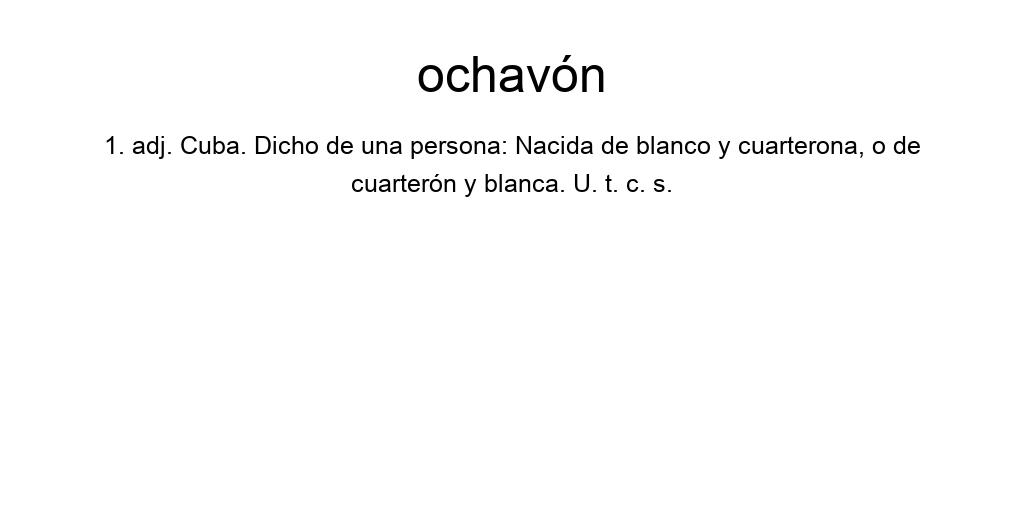 ochavón
1. adj. Cuba. Dicho de una persona: Nacida de blanco y cuarterona, o de
cuarterón y blanca. U. t. c. s.